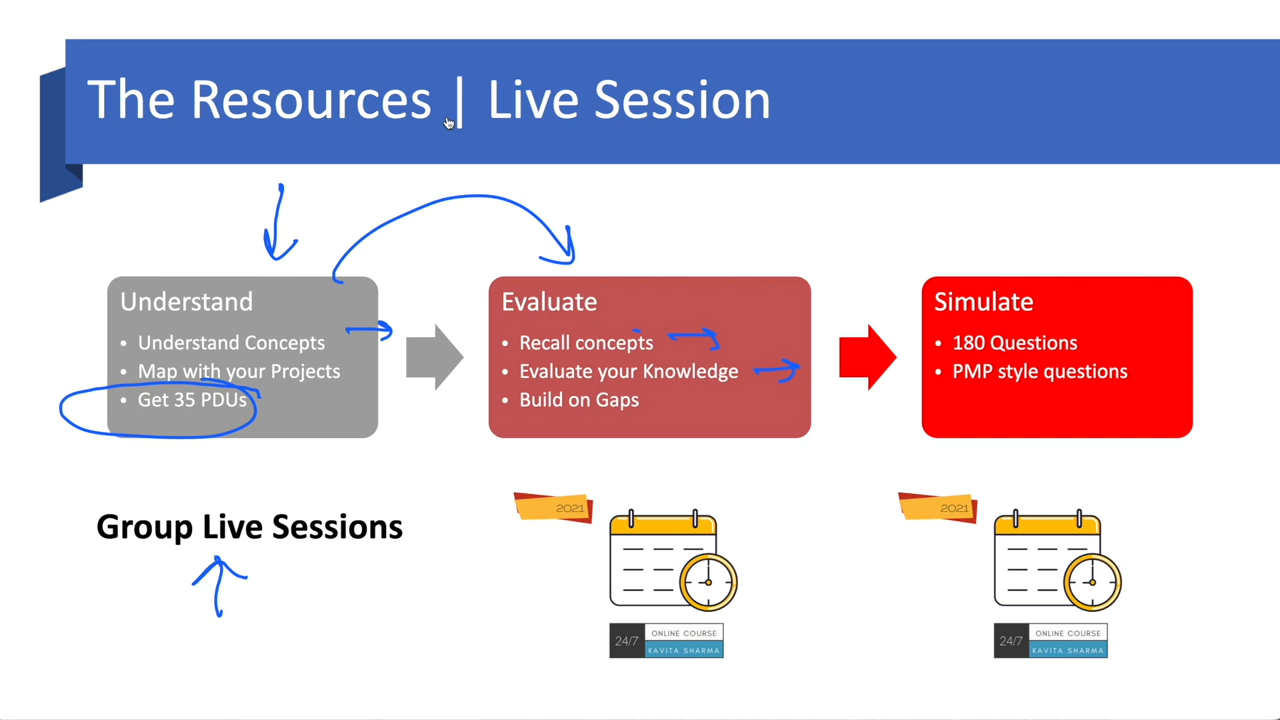 The Resources | Live Session
Understand
• Understand Concepts
• Map with your Projects
• Get 35 PDUs
Evaluate
• Recall concepts
• Evaluate your Knowledge
• Build on Gaps
Simulate
• 180 Questions
• PMP style questions
Group Live Sessions
2021
24/7
ONLINE COURSE
KAVITA SHARMA
2021
24/7
ONLINE COURSE
KAVITA SHARMA